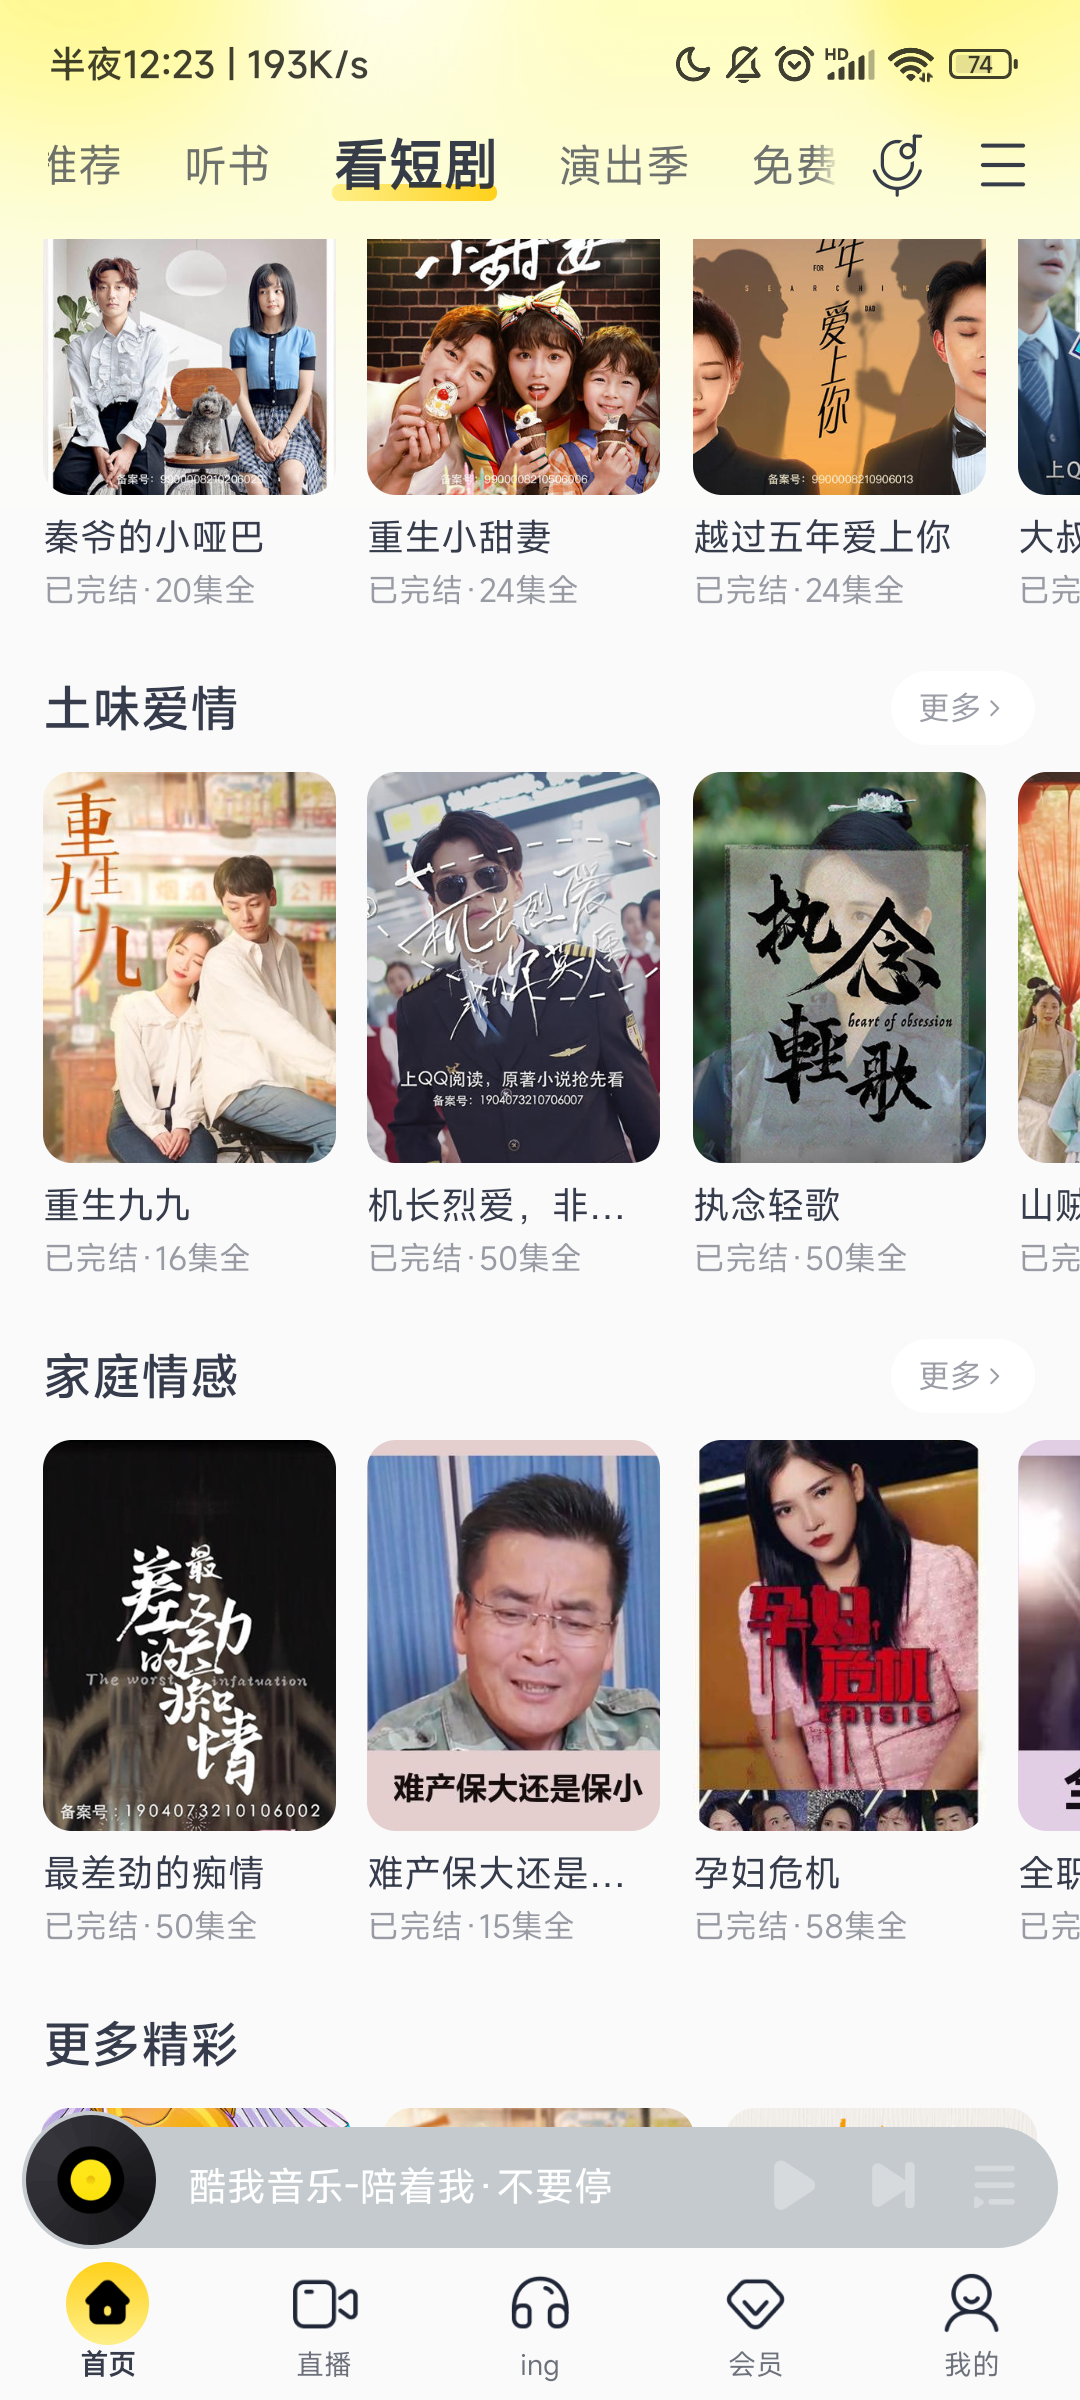 半夜12:23 | 193K/s
HD
74
推荐 听书 看短剧 演出季 免费
小甜妻
FOR
SEARCHING
DAD
爱上你
备案号：9900008210206020
备案号：9900008210506006
备案号：9900008210906013
上Q
秦爷的小哑巴
重生小甜妻
越过五年爱上你
大叔
已完结·20集全
已完结·24集全
已完结·24集全
已完
土味爱情
更多
重生九九
机长烈爱
非你莫属
上QQ阅读，原著小说抢先看
备案号：1904073210706007
执念
heart of obsession
轻歌
重生九九
机长烈爱，非...
执念轻歌
山贼
已完结·16集全
已完结·50集全
已完结·50集全
已完
家庭情感
更多
最差劲的痴情
The worst infatuation
备案号：1904073210106002
难产保大还是保小
孕妇危机
CRISIS
全
最差劲的痴情
难产保大还是...
孕妇危机
全职
已完结·50集全
已完结·15集全
已完结·58集全
已完
更多精彩
酷我音乐-陪着我·不要停
首页
直播
ing
会员
我的